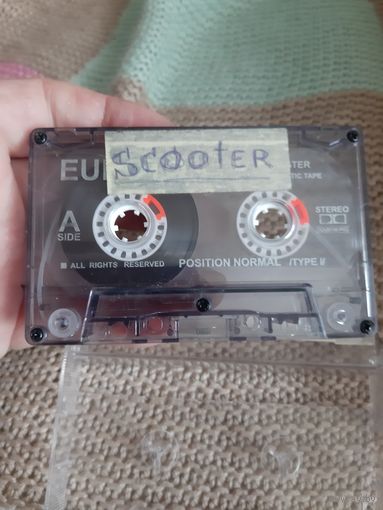 EU
SCOOTER
STER
TIC TAPE
A
SIDE
STEREO
ALL RIGHTS RESERVED
POSITION NORMAL /TYPE I/